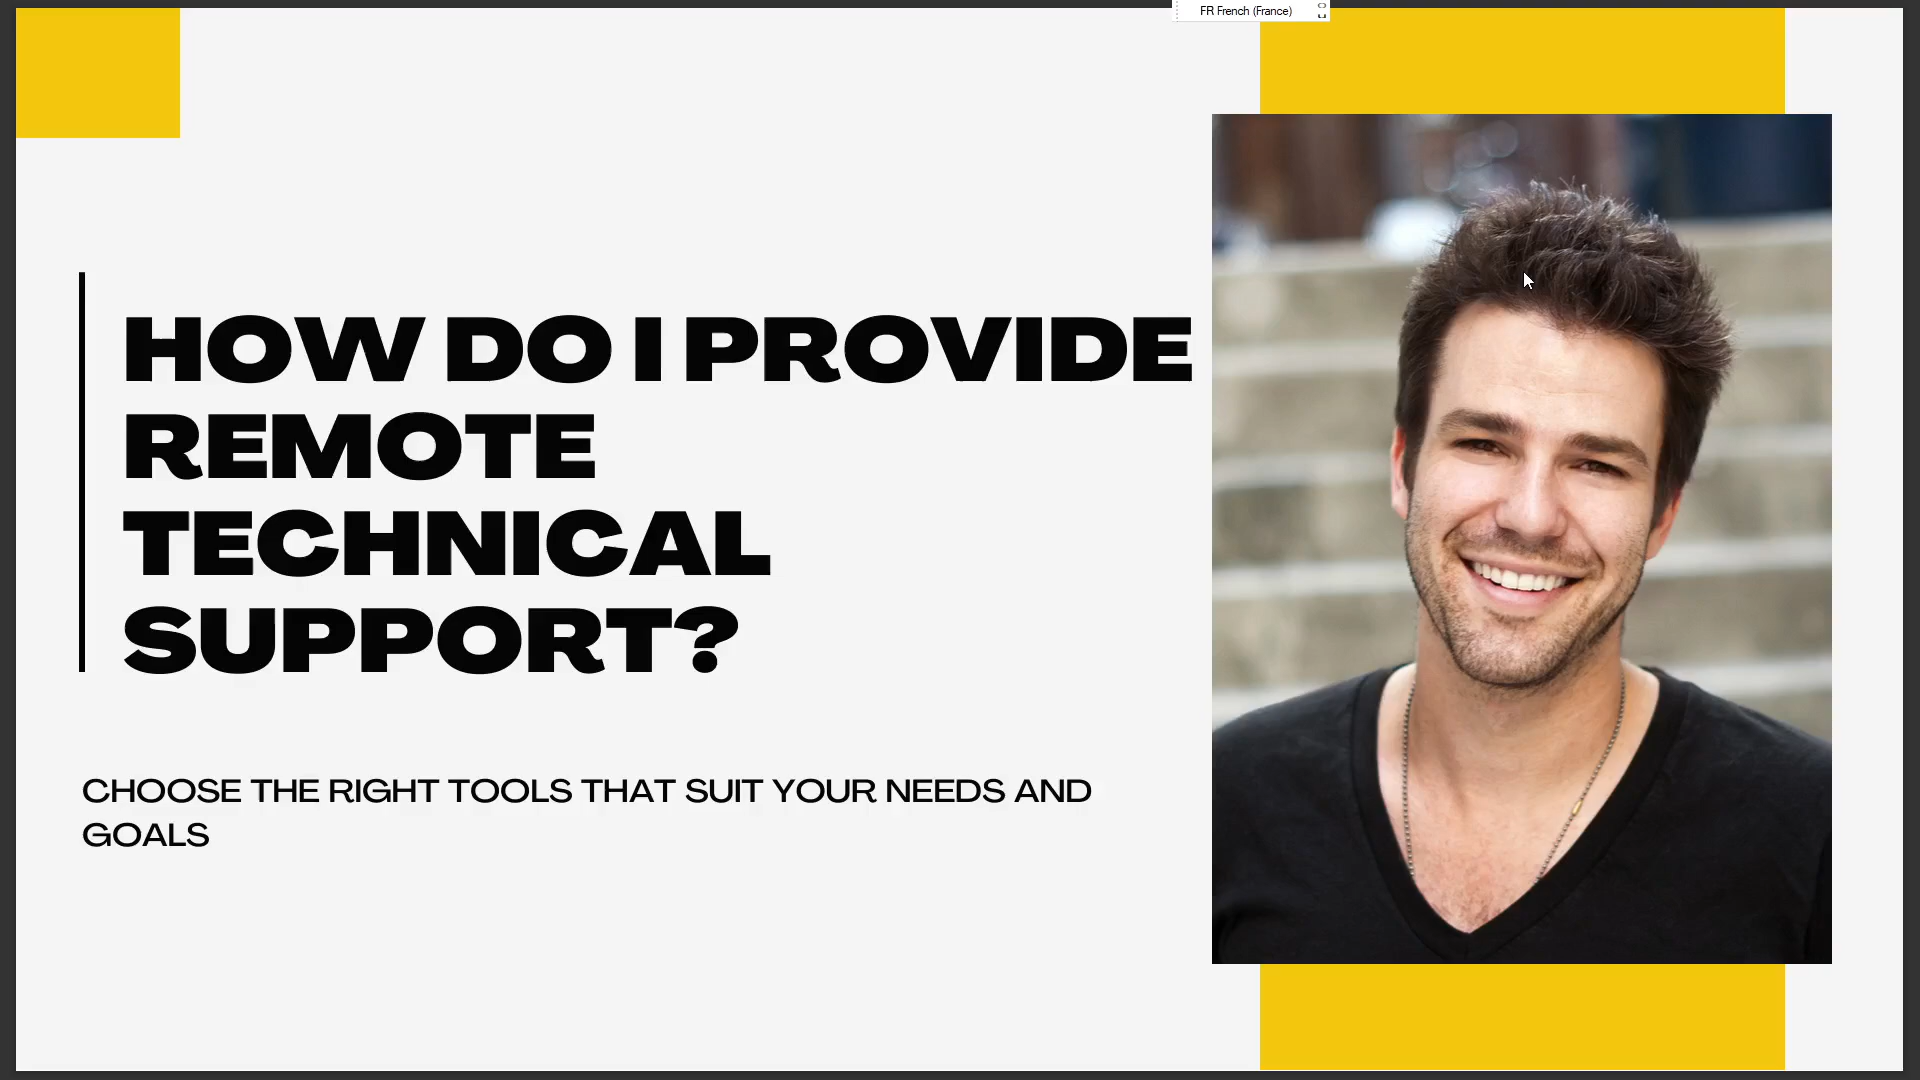 FR French (France)
HOW DO I PROVIDE
REMOTE
TECHNICAL
SUPPORT?
CHOOSE THE RIGHT TOOLS THAT SUIT YOUR NEEDS AND
GOALS